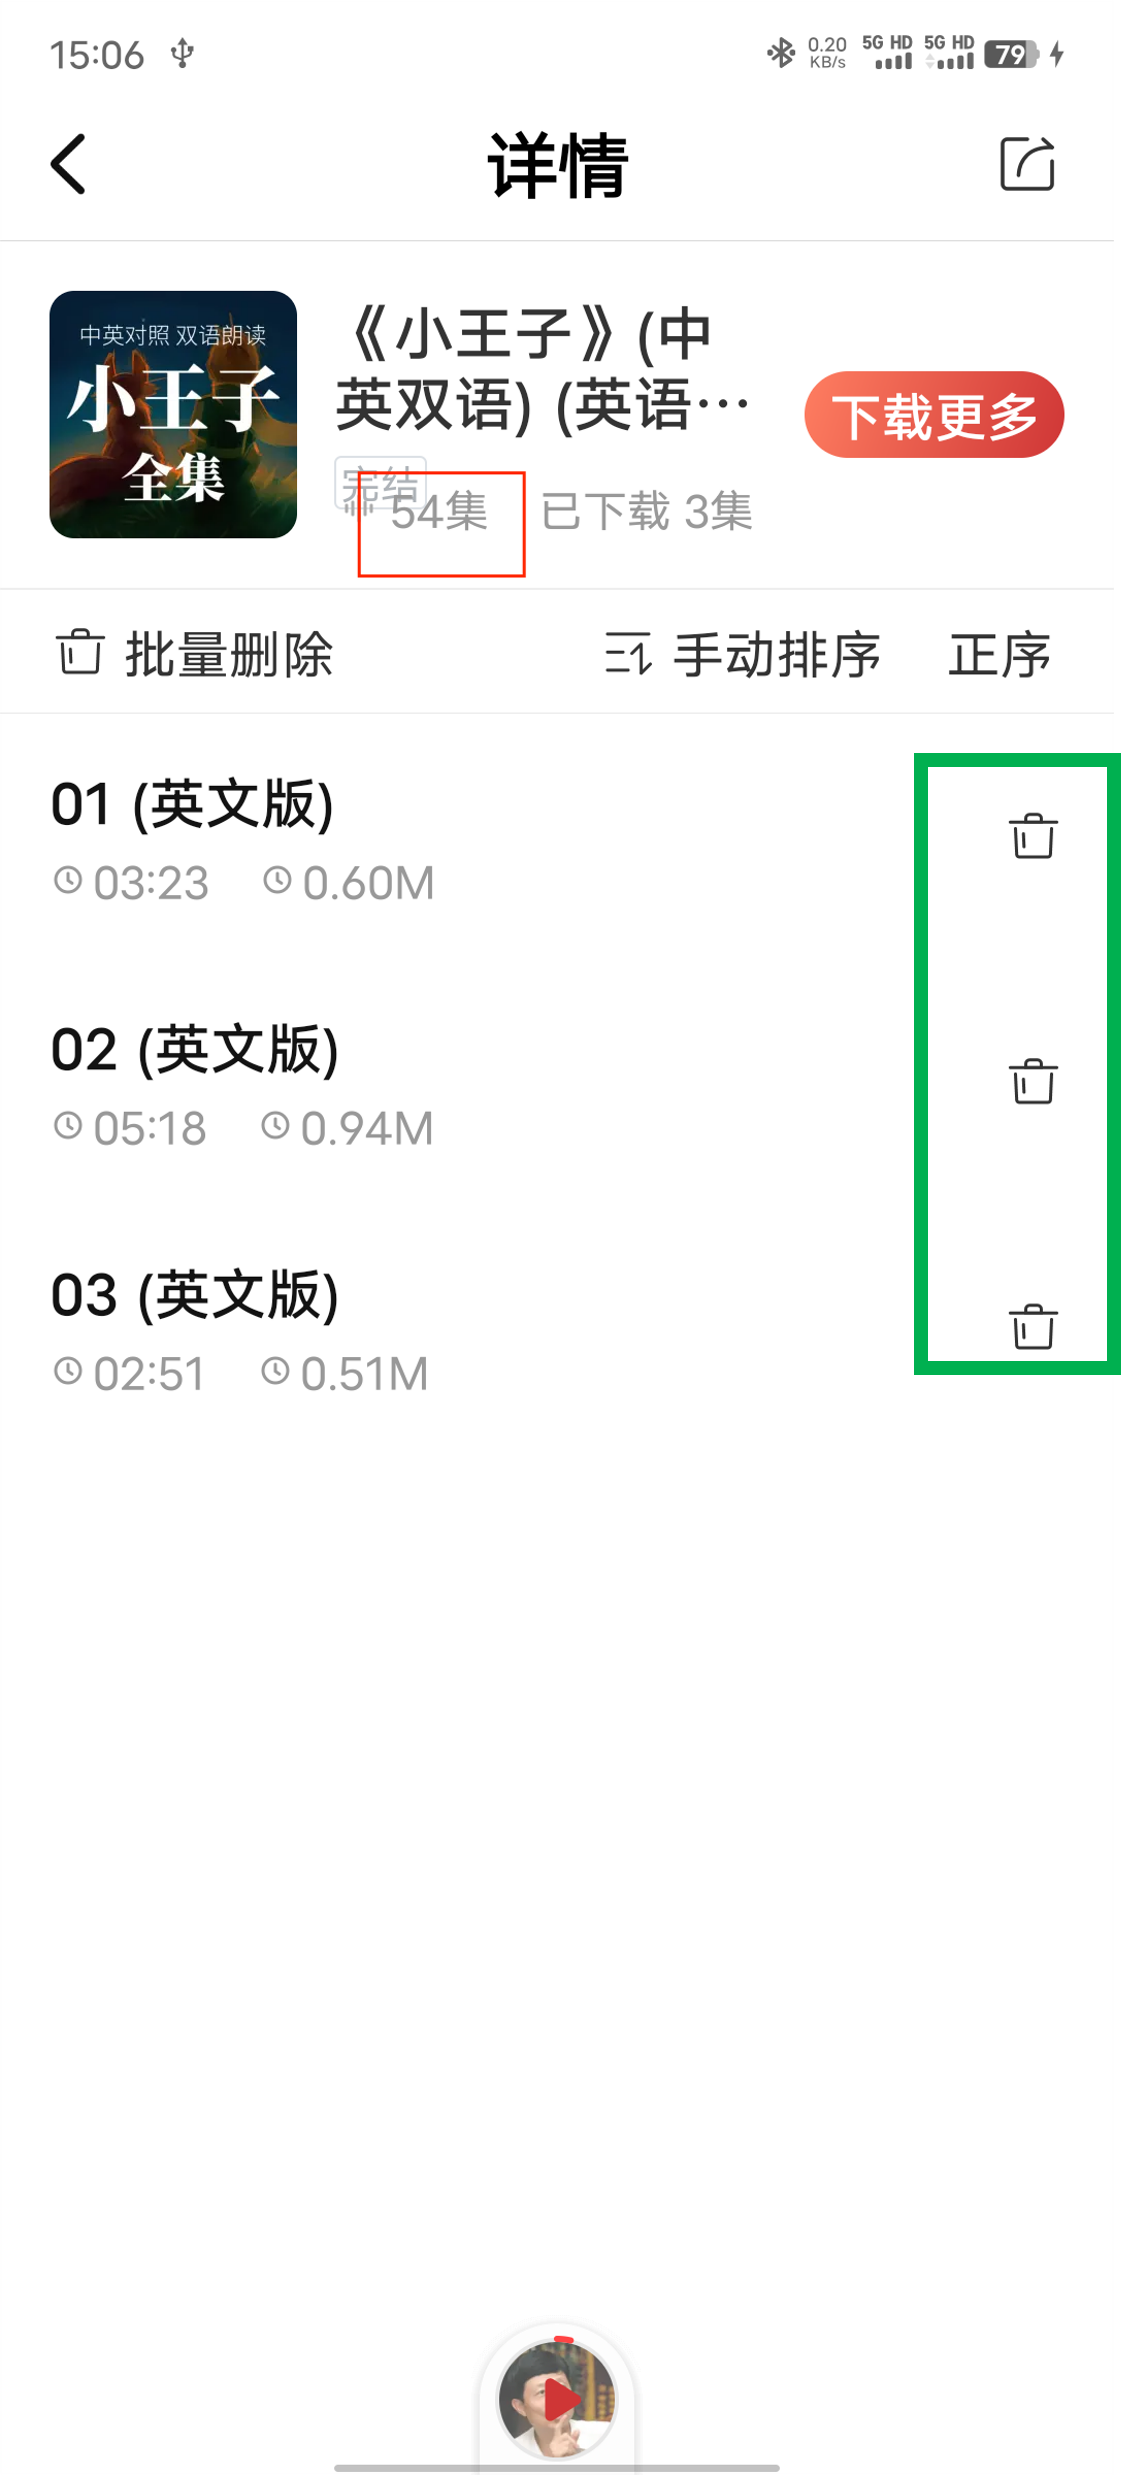 15:06
0.20 KB/s 5G HD 5G HD 79
详情
中英对照 双语朗读
小王子
全集
《小王子》(中
英双语) (英语…
下载更多
完结
54集 已下载 3集
批量删除 手动排序 正序
01 (英文版)
03:23 0.60M
02 (英文版)
05:18 0.94M
03 (英文版)
02:51 0.51M